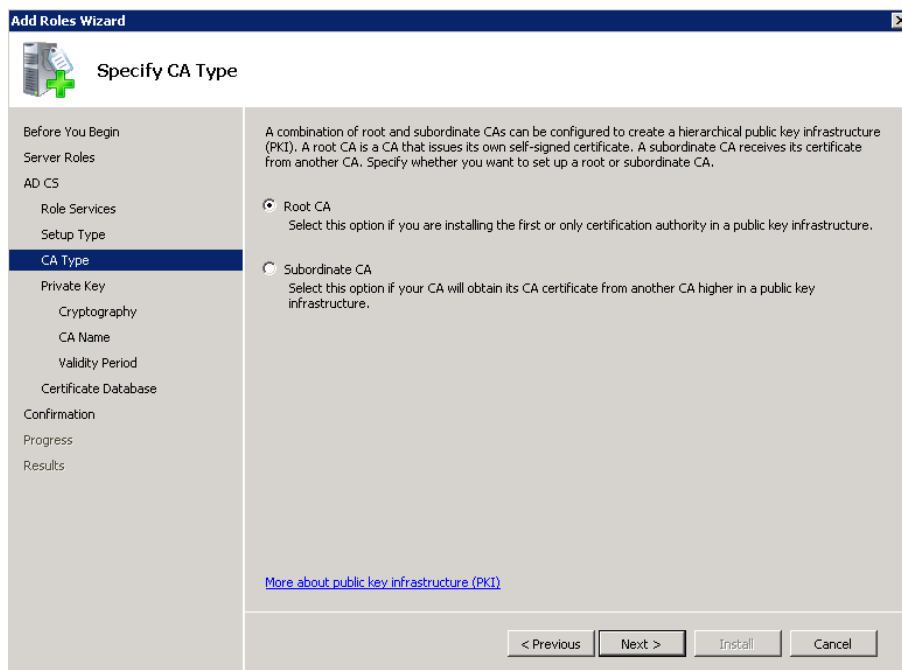 Add Roles Wizard
Specify CA Type
Before You Begin
Server Roles
AD CS
Role Services
Setup Type
CA Type
Private Key
Cryptography
CA Name
Validity Period
Certificate Database
Confirmation
Progress
Results
A combination of root and subordinate CAs can be configured to create a hierarchical public key infrastructure
(PKI). A root CA is a CA that issues its own self-signed certificate. A subordinate CA receives its certificate
from another CA. Specify whether you want to set up a root or subordinate CA.
Root CA
Select this option if you are installing the first or only certification authority in a public key infrastructure.
Subordinate CA
Select this option if your CA will obtain its CA certificate from another CA higher in a public key
infrastructure.
More about public key infrastructure (PKI)
< Previous
Next >
Install
Cancel